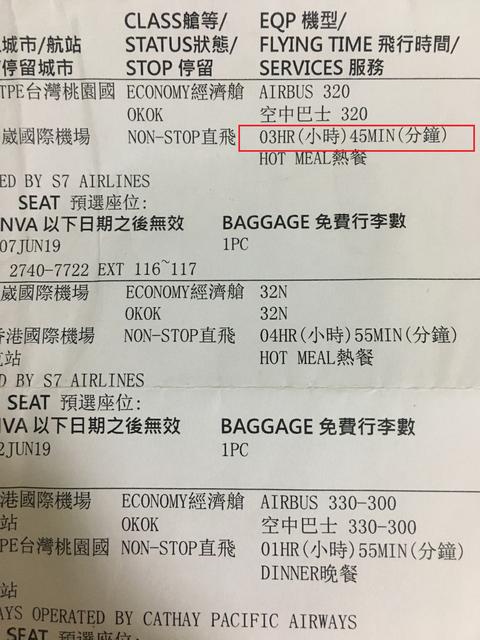 CLASS艙等/ EQP 機型/
城市/航站 STATUS狀態/ FLYING TIME 飛行時間/
停留城市 STOP 停留 SERVICES 服務
TPE台灣桃園國 ECONOMY經濟艙 AIRBUS 320
OKOK 空中巴士 320
崴國際機場 NON-STOP直飛 03HR(小時)45MIN(分鐘)
HOT MEAL熱餐
ED BY S7 AIRLINES
SEAT 預選座位:
NVA 以下日期之後無效 BAGGAGE 免費行李數
07JUN19 1PC
2740-7722 EXT 116~117
崴國際機場 ECONOMY經濟艙 32N
OKOK 32N
香港國際機場 NON-STOP直飛 04HR(小時)55MIN(分鐘)
航站 HOT MEAL熱餐
D BY S7 AIRLINES
SEAT 預選座位:
NVA 以下日期之後無效 BAGGAGE 免費行李數
2JUN19 1PC
港國際機場 ECONOMY經濟艙 AIRBUS 330-300
站 OKOK 空中巴士 330-300
PE台灣桃園國 NON-STOP直飛 01HR(小時)55MIN(分鐘)
DINNER晚餐
站
AYS OPERATED BY CATHAY PACIFIC AIRWAYS
SEAT 預選座位: